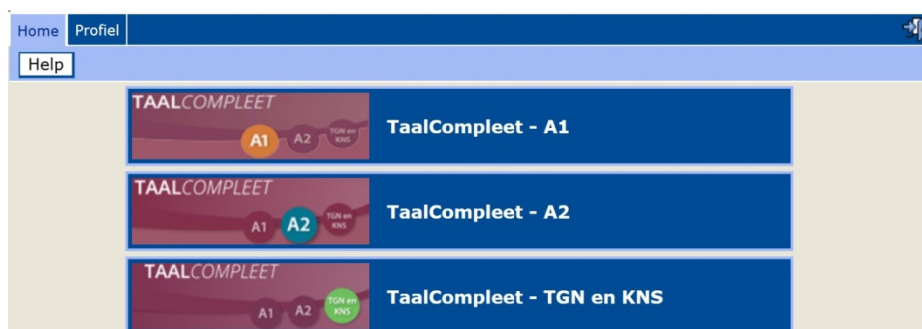 Home Profiel
Help
TAALCOMPLEET
A1 A2 TGN en KNS
TaalCompleet - A1
TAALCOMPLEET
A1 A2 TGN en KNS
TaalCompleet - A2
TAALCOMPLEET
A1 A2 TGN en KNS
TaalCompleet - TGN en KNS